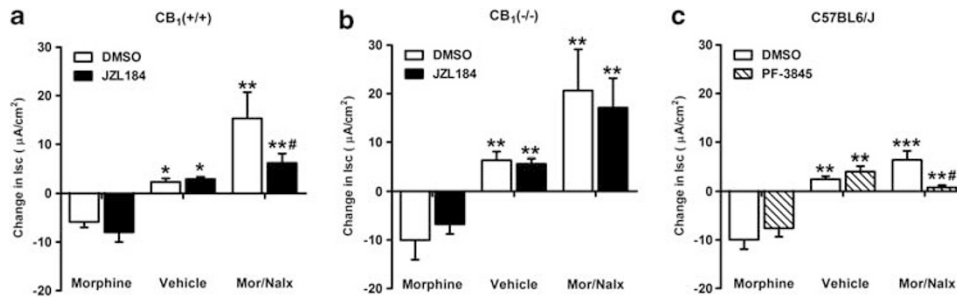 a
CB1(+/+)
Change in Isc ( µA/cm²)
30
20
10
0
-10
-20
DMSO
JZL184
*
*
**
**#
Morphine
Vehicle
Mor/Nalx
b
CB1(-/-)
Change in Isc ( µA/cm²)
30
20
10
0
-10
-20
DMSO
JZL184
**
**
**
**
Morphine
Vehicle
Mor/Nalx
c
C57BL6/J
Change in Isc ( µA/cm²)
30
20
10
0
-10
-20
DMSO
PF-3845
**
**
***
**#
Morphine
Vehicle
Mor/Nalx